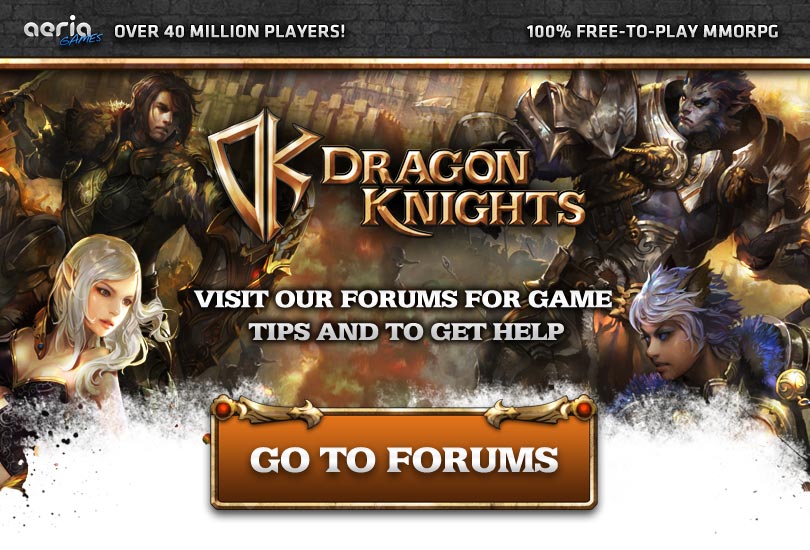 aeria GAMES OVER 40 MILLION PLAYERS! 100% FREE-TO-PLAY MMORPG
DK DRAGON
KNIGHTS
VISIT OUR FORUMS FOR GAME
TIPS AND TO GET HELP
GO TO FORUMS